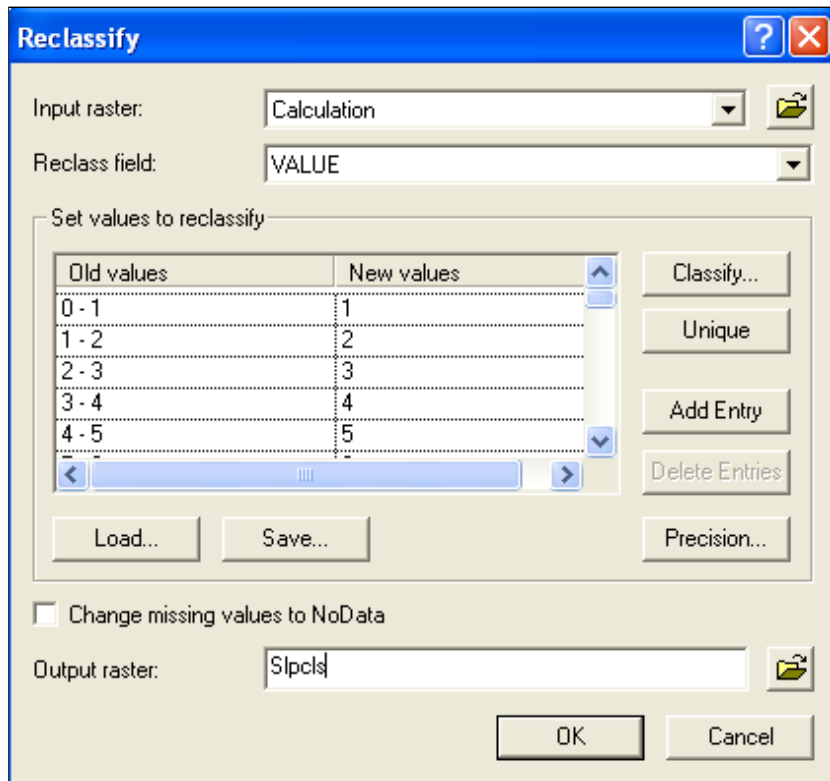 Reclassify
Input raster: Calculation
Reclass field: VALUE
Set values to reclassify
Old values New values
0 - 1 1
1 - 2 2
2 - 3 3
3 - 4 4
4 - 5 5
Classify...
Unique
Add Entry
Delete Entries
Load... Save... Precision...
Change missing values to NoData
Output raster: Slpcls
OK Cancel